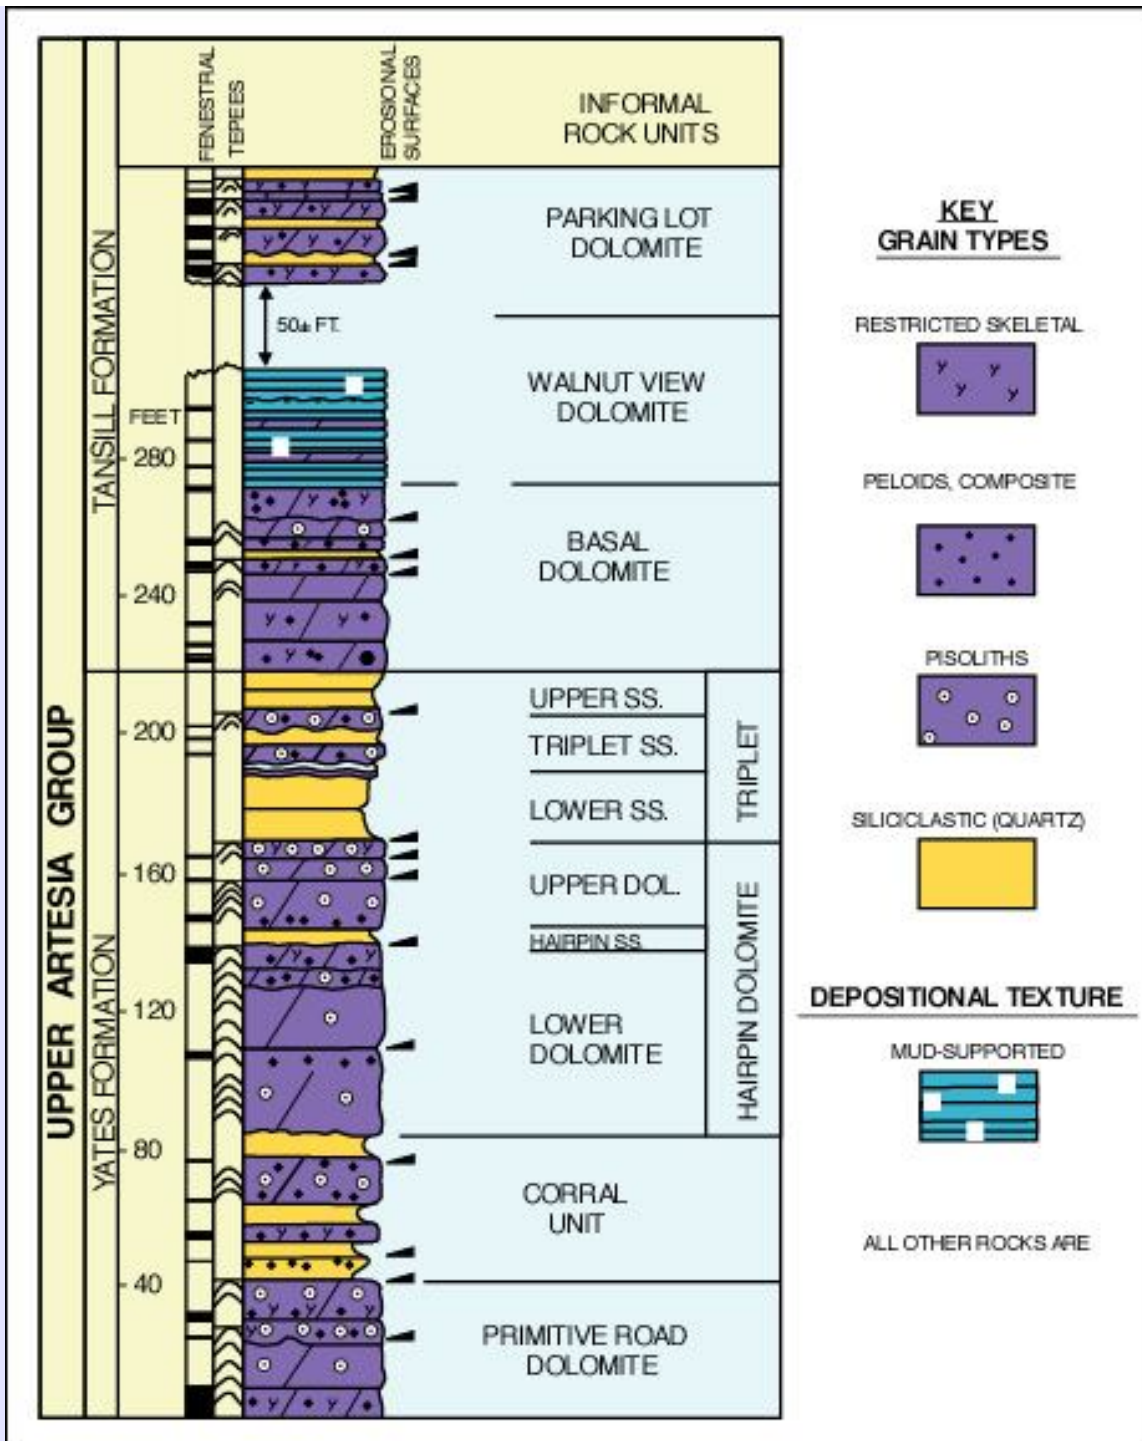 FENESTRAL
TEPEES
EROSIONAL
SURFACES
INFORMAL
ROCK UNITS
UPPER ARTESIA GROUP
TANSILL FORMATION
YATES FORMATION
PARKING LOT
DOLOMITE
50± FT.
WALNUT VIEW
DOLOMITE
FEET
280
BASAL
DOLOMITE
240
UPPER SS.
200
TRIPLET SS.
LOWER SS.
TRIPLET
160
UPPER DOL.
HAIRPIN SS.
120
LOWER
DOLOMITE
HAIRPIN DOLOMITE
80
CORRAL
UNIT
40
PRIMITIVE ROAD
DOLOMITE
KEY
GRAIN TYPES
RESTRICTED SKELETAL
PELOIDS, COMPOSITE
PISOLITHS
SILICICLASTIC (QUARTZ)
DEPOSITIONAL TEXTURE
MUD-SUPPORTED
ALL OTHER ROCKS ARE